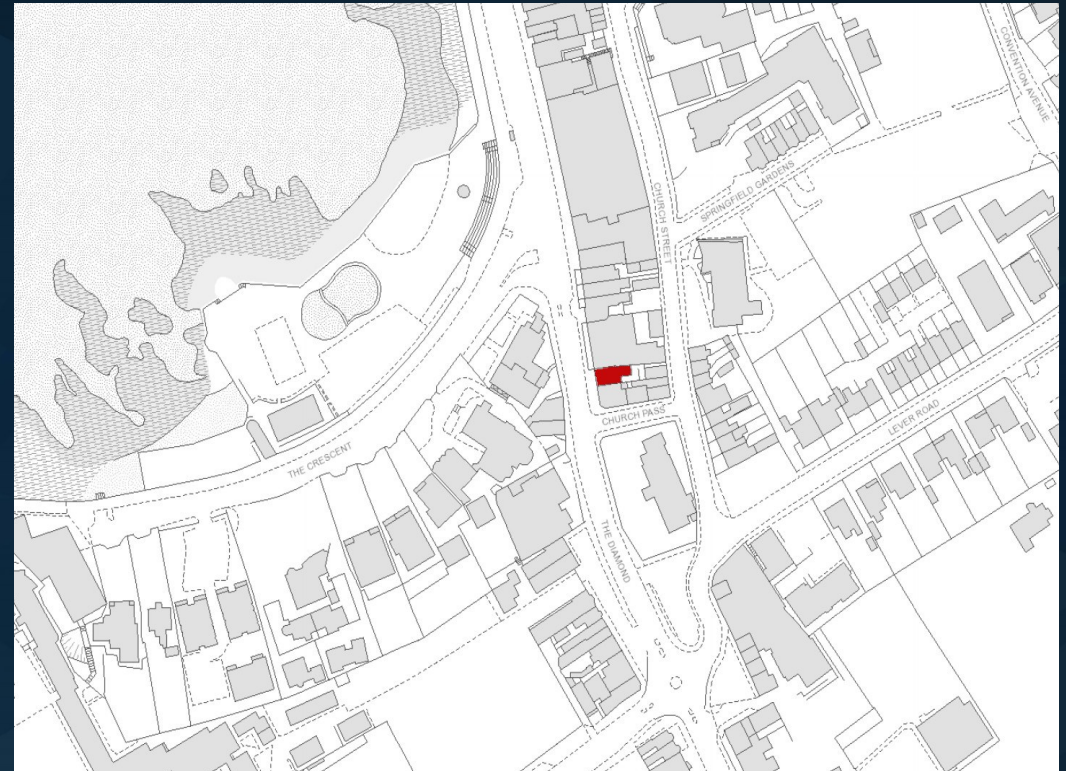 CONVENTION AVENUE
SPRINGFIELD GARDENS
CHURCH STREET
CHURCH PASS
LEVER ROAD
THE CRESCENT
THE DIAMOND